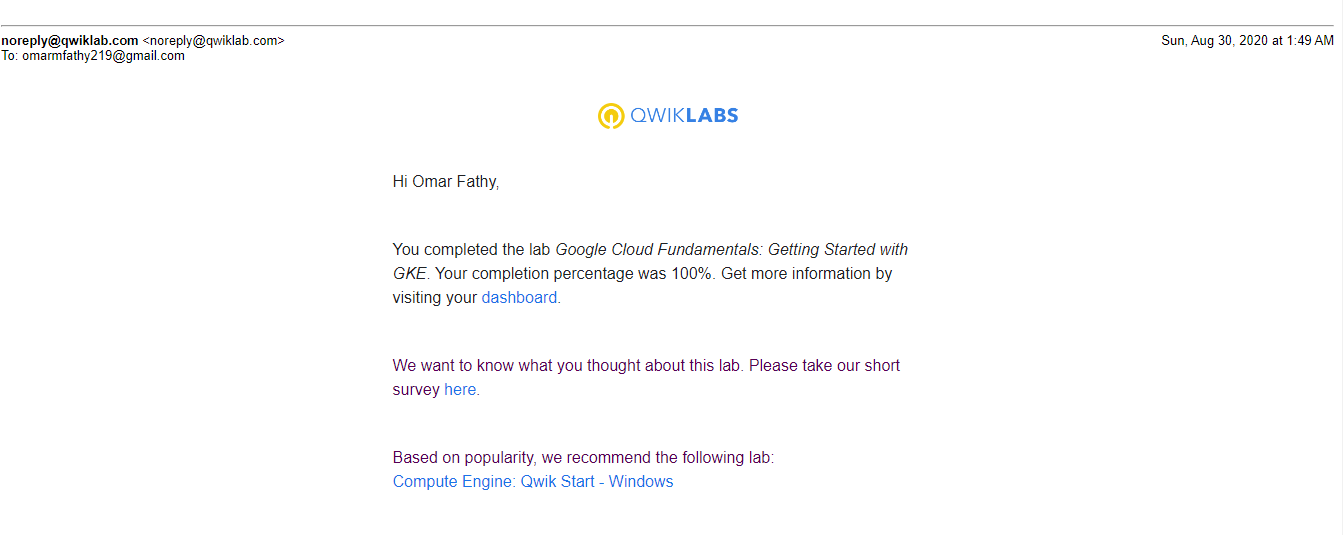 noreply@qwiklab.com <noreply@qwiklab.com> Sun, Aug 30, 2020 at 1:49 AM
To: omarmfathy219@gmail.com
QWIKLABS
Hi Omar Fathy,
You completed the lab Google Cloud Fundamentals: Getting Started with
GKE. Your completion percentage was 100%. Get more information by
visiting your dashboard.
We want to know what you thought about this lab. Please take our short
survey here.
Based on popularity, we recommend the following lab:
Compute Engine: Qwik Start - Windows